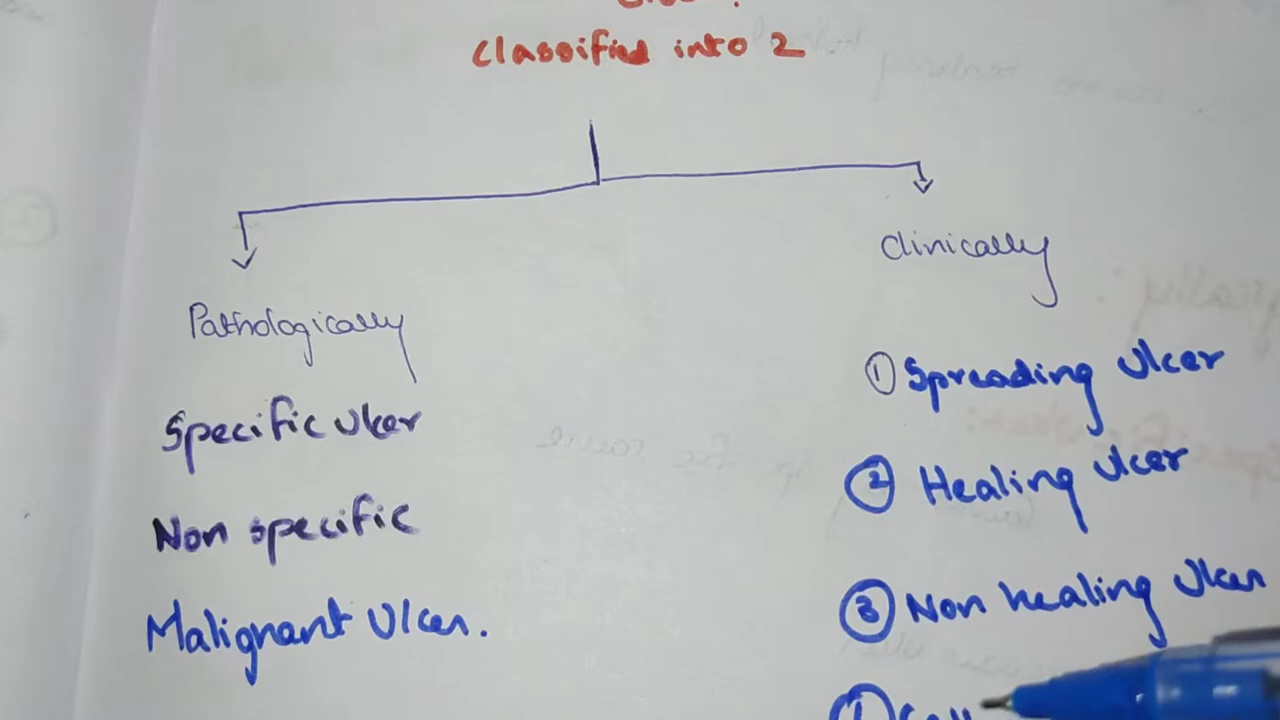 Classified into 2
Pathologically
Specific ulcer
Non specific
Malignant Ulcer.
Clinically
① Spreading Ulcer
② Healing Ulcer
③ Non healing Ulcer